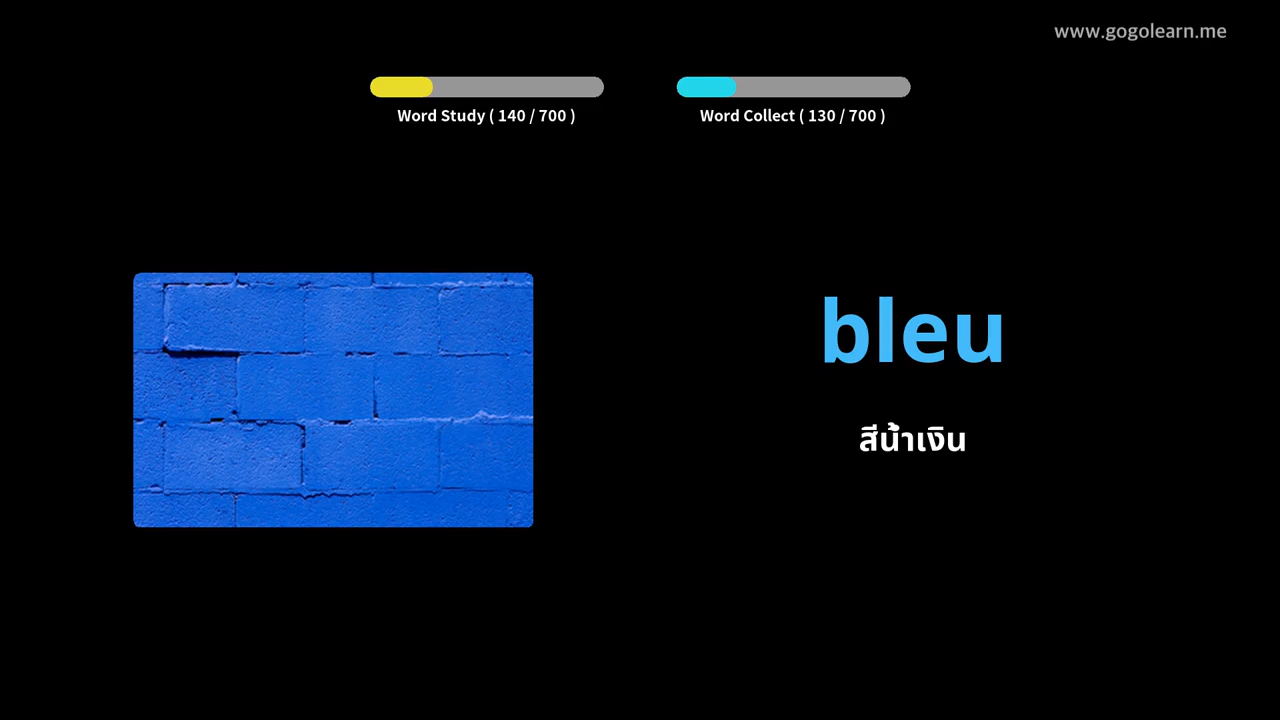 www.gogolearn.me
Word Study ( 140 / 700 )
Word Collect ( 130 / 700 )
bleu
สีน้ำเงิน